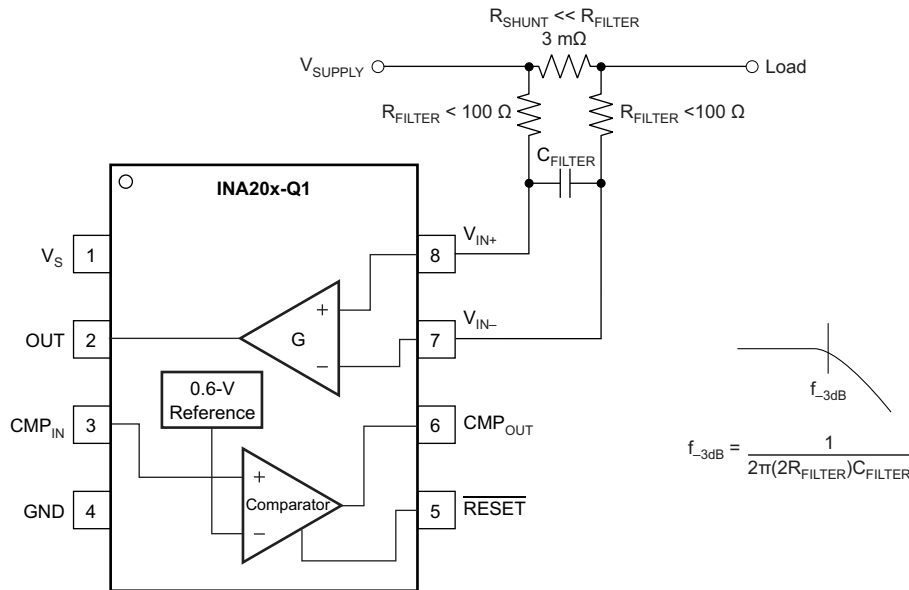 R_SHUNT << R_FILTER
3 mΩ
V_SUPPLY
Load
R_FILTER < 100 Ω
R_FILTER <100 Ω
C_FILTER
INA20x-Q1
V_S
1
8
V_IN+
+
G
OUT
2
7
V_IN–
−
0.6-V
Reference
CMP_IN
3
6
CMP_OUT
+
Comparator
−
GND
4
5
RESET
f_–3dB
f_–3dB = 1 / 2π(2R_FILTER)C_FILTER